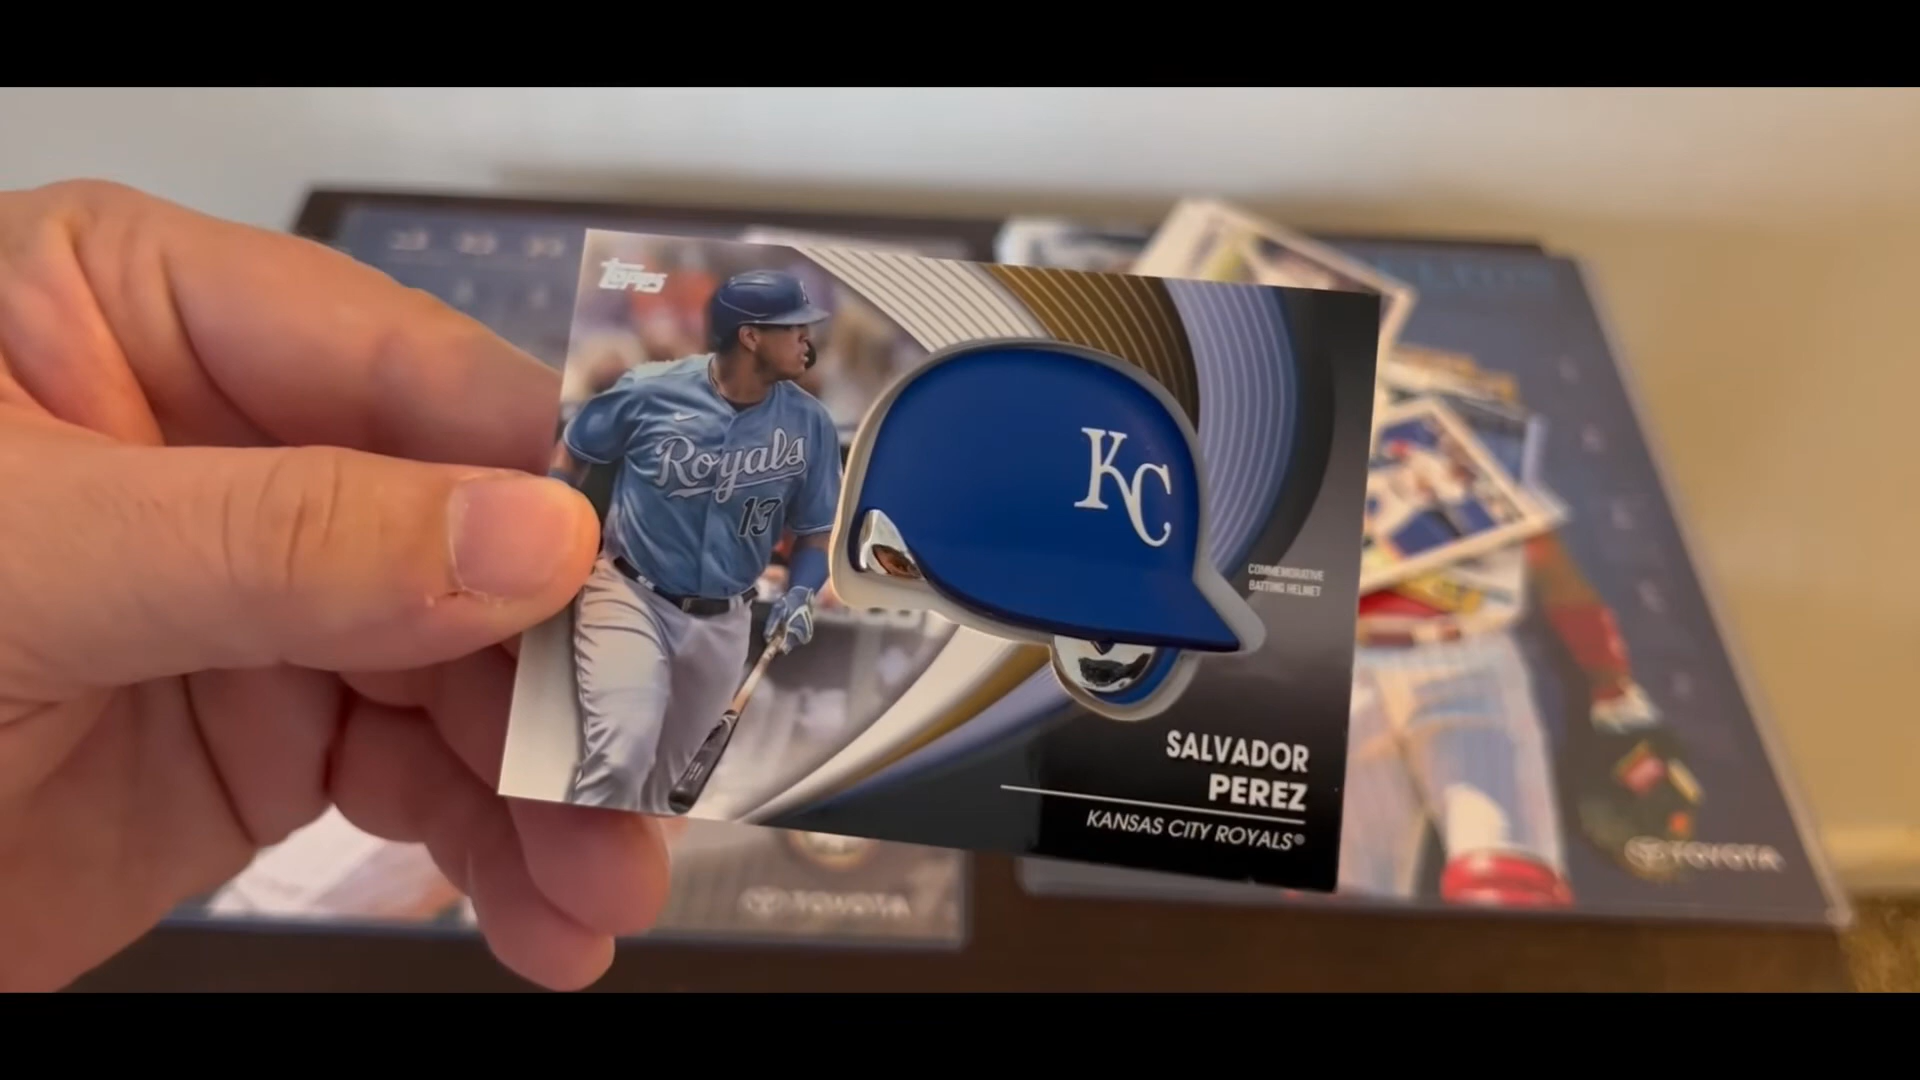 Topps
Royals
13
KC
COMMEMORATIVE
BATTING HELMET
SALVADOR
PEREZ
KANSAS CITY ROYALS®
TOYOTA
TOYOTA